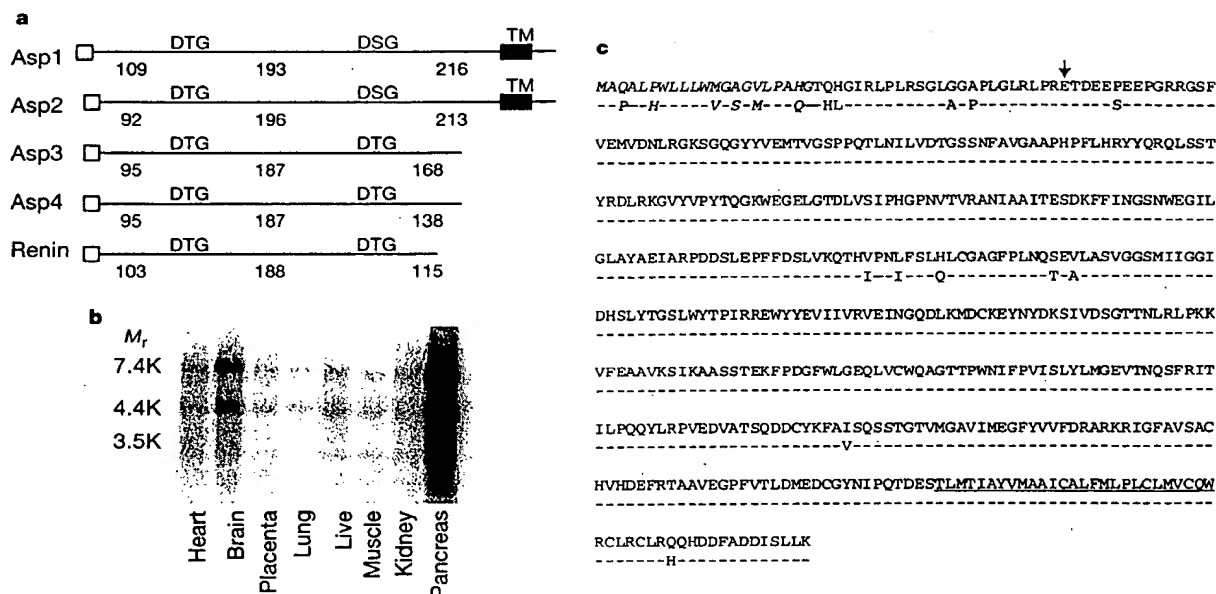 a
Asp1 DTG DSG TM
109 193 216
Asp2 DTG DSG TM
92 196 213
Asp3 DTG DTG
95 187 168
Asp4 DTG DTG
95 187 138
Renin DTG DTG
103 188 115
b
Mr
7.4K
4.4K
3.5K
Heart
Brain
Placenta
Lung
Live
Muscle
Kidney
Pancreas
c
MAQALPWLLLWMGAGVLPAHGTQHGIRLPLRSGLGGAPLGLRLPRETDEEPEEPGRRGSF
--P--H------V-S-M---Q--HL---------A-P-------------S---------
VEMVDNLRGKSGQGYYVEMTVGSPPQTLNILVDTGSSNFAVGAAPHPFLHRYYQRQLSST
------------------------------------------------------------
YRDLRKGVYVPYTQGKWEGELGTDLVSIPHGPNVTVRANIAAITESDKFFINGSNWEGIL
------------------------------------------------------------
GLAYAEIARPDDSLEPFFDSLVKQTHVPNLFSLHLCGAGFPLNQSEVLASVGGSMIIGGI
--------------------------I--I---Q----------T-A-------------
DHSLYTGSLWYTPIRREWYYEVIIVRVEINGQDLKMDCKEYNYDKSIVDSGTTNLRLPKK
------------------------------------------------------------
VFEAAVKSIKAASSTEKFPDGFWLGEQLVCWQAGTTPWNIFPVISLYLMGEVTNQSFRIT
------------------------------------------------------------
ILPQQYLRPVEDVATSQDDCYKFAISQSSTGTVMGAVIMEGFYVVFDRARKRIGFAVSAC
------------------------V-----------------------------------
HVHDEFRTAAVEGPFVTLDMEDCGYNIPQTDESTLMTIAYVMAAICALFMLPLCLMVCQW
------------------------------------------------------------
RCLRCLRQQHDDFADDISLLK
-------H-------------